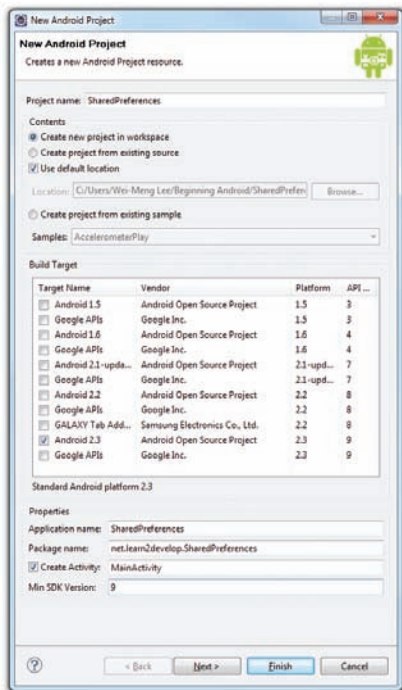 New Android Project
New Android Project
Creates a new Android Project resource.
Project name: SharedPreferences
Contents
Create new project in workspace
Create project from existing source
Use default location
Location: C:/Users/Wei-Meng Lee/Beginning Android/SharedPrefere Browse...
Create project from existing sample
Samples: AccelerometerPlay
Build Target
Target Name Vendor Platform API ...
Android 1.5 Android Open Source Project 1.5 3
Google APIs Google Inc. 1.5 3
Android 1.6 Android Open Source Project 1.6 4
Google APIs Google Inc. 1.6 4
Android 2.1-upda... Android Open Source Project 2.1-upd... 7
Google APIs Google Inc. 2.1-upd... 7
Android 2.2 Android Open Source Project 2.2 8
Google APIs Google Inc. 2.2 8
GALAXY Tab Add... Samsung Electronics Co., Ltd. 2.2 8
Android 2.3 Android Open Source Project 2.3 9
Google APIs Google Inc. 2.3 9
Standard Android platform 2.3
Properties
Application name: SharedPreferences
Package name: net.learn2develop.SharedPreferences
Create Activity: MainActivity
Min SDK Version: 9
? < Back Next > Finish Cancel